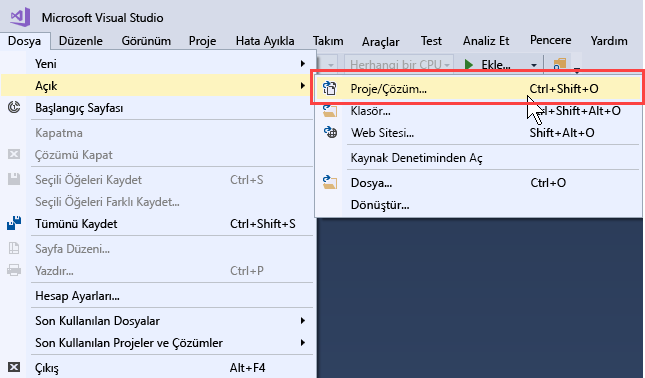 Microsoft Visual Studio
Dosya Düzenle Görünüm Proje Hata Ayıkla Takım Araçlar Test Analiz Et Pencere Yardım
Yeni
Herhangi bir CPU
Ekle...
Açık
Proje/Çözüm... Ctrl+Shift+O
Başlangıç Sayfası
Klasör... Ctrl+Shift+Alt+O
Kapatma
Web Sitesi... Shift+Alt+O
Çözümü Kapat
Kaynak Denetiminden Aç
Seçili Öğeleri Kaydet Ctrl+S
Dosya... Ctrl+O
Seçili Öğeleri Farklı Kaydet...
Dönüştür...
Tümünü Kaydet Ctrl+Shift+S
Sayfa Düzeni...
Yazdır... Ctrl+P
Hesap Ayarları...
Son Kullanılan Dosyalar
Son Kullanılan Projeler ve Çözümler
Çıkış Alt+F4